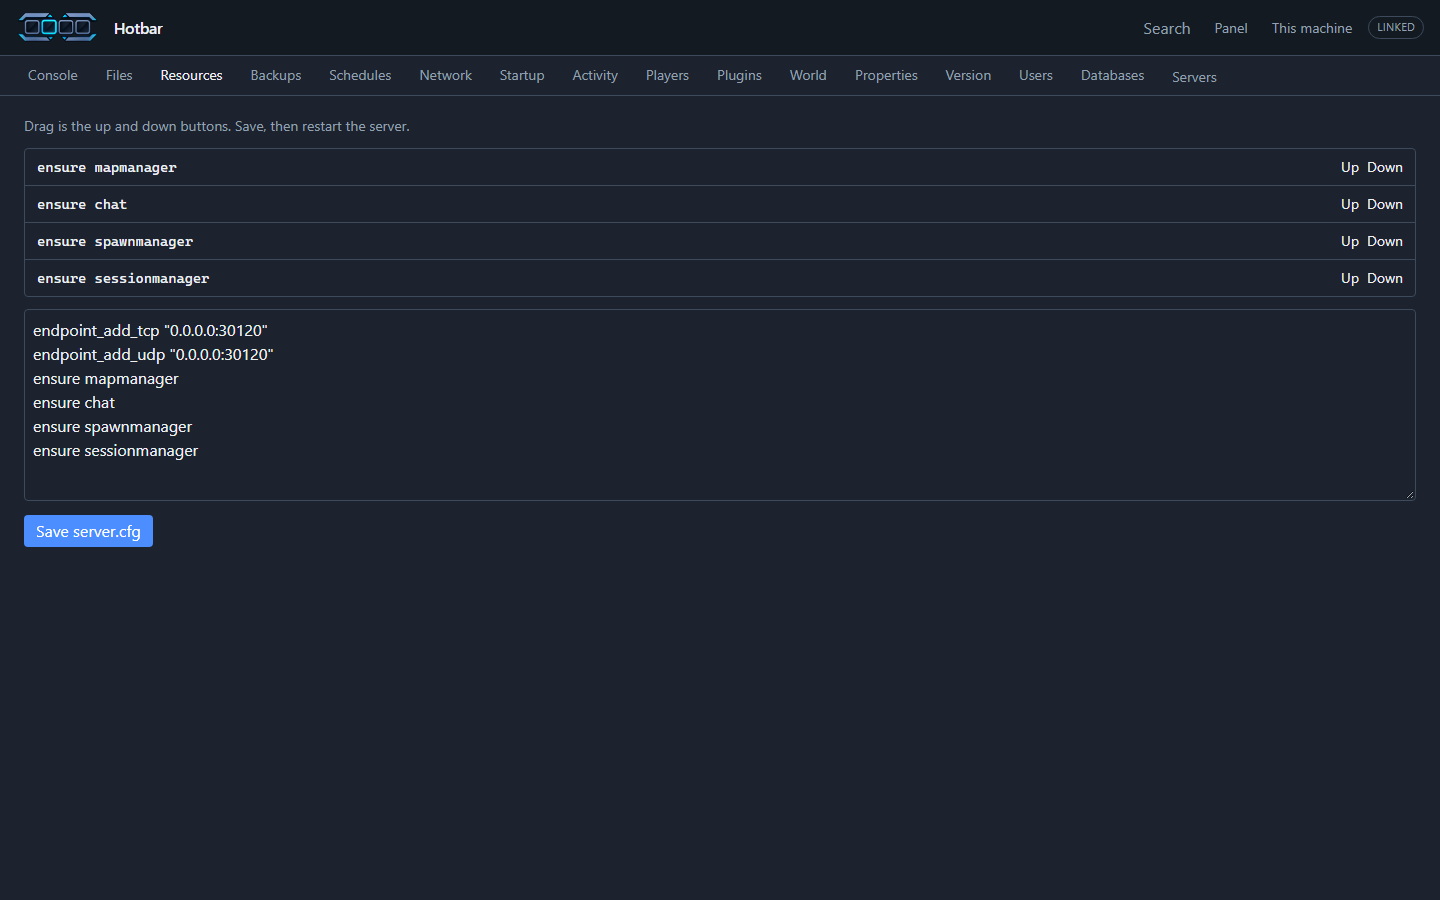 Hotbar
Search Panel This machine LINKED
Console Files Resources Backups Schedules Network Startup Activity Players Plugins World Properties Version Users Databases Servers
Drag is the up and down buttons. Save, then restart the server.
ensure mapmanager Up Down
ensure chat Up Down
ensure spawnmanager Up Down
ensure sessionmanager Up Down
endpoint_add_tcp "0.0.0.0:30120"
endpoint_add_udp "0.0.0.0:30120"
ensure mapmanager
ensure chat
ensure spawnmanager
ensure sessionmanager
Save server.cfg